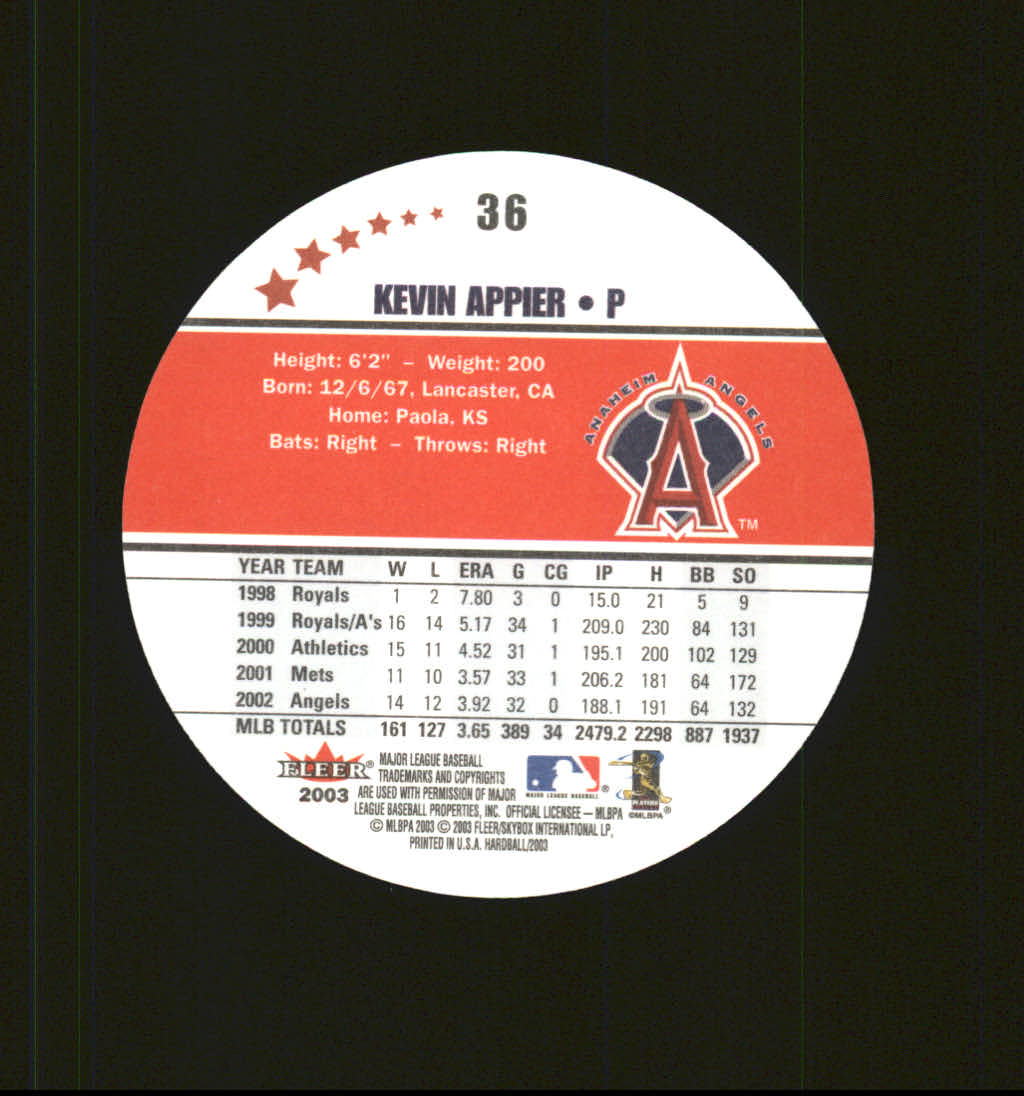 36
KEVIN APPIER • P
Height: 6'2" – Weight: 200
Born: 12/6/67, Lancaster, CA
Home: Paola, KS
Bats: Right – Throws: Right
ANAHEIM ANGELS
A
TM
YEAR TEAM W L ERA G CG IP H BB SO
1998 Royals 1 2 7.80 3 0 15.0 21 5 9
1999 Royals/A's 16 14 5.17 34 1 209.0 230 84 131
2000 Athletics 15 11 4.52 31 1 195.1 200 102 129
2001 Mets 11 10 3.57 33 1 206.2 181 64 172
2002 Angels 14 12 3.92 32 0 188.1 191 64 132
MLB TOTALS 161 127 3.65 389 34 2479.2 2298 887 1937
FLEER®
2003
MAJOR LEAGUE BASEBALL
TRADEMARKS AND COPYRIGHTS
ARE USED WITH PERMISSION OF MAJOR
LEAGUE BASEBALL PROPERTIES, INC. OFFICIAL LICENSEE – MLBPA
© MLBPA 2003 © 2003 FLEER/SKYBOX INTERNATIONAL LP,
PRINTED IN U.S.A. HARDBALL/2003
MAJOR LEAGUE BASEBALL ®
PLAYERS
©MLBPA ®